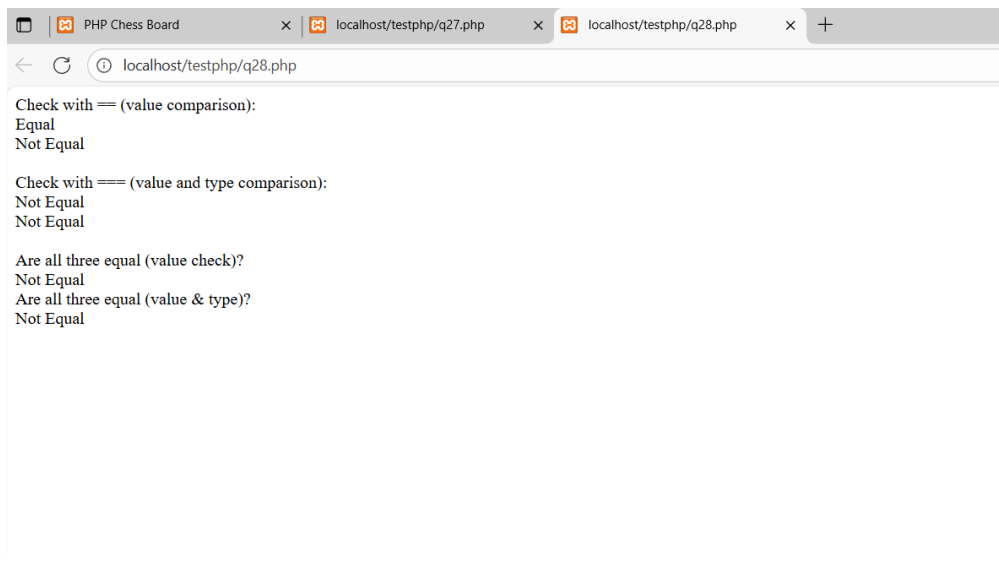 PHP Chess Board
localhost/testphp/q27.php
localhost/testphp/q28.php
localhost/testphp/q28.php
Check with == (value comparison):
Equal
Not Equal
Check with === (value and type comparison):
Not Equal
Not Equal
Are all three equal (value check)?
Not Equal
Are all three equal (value & type)?
Not Equal